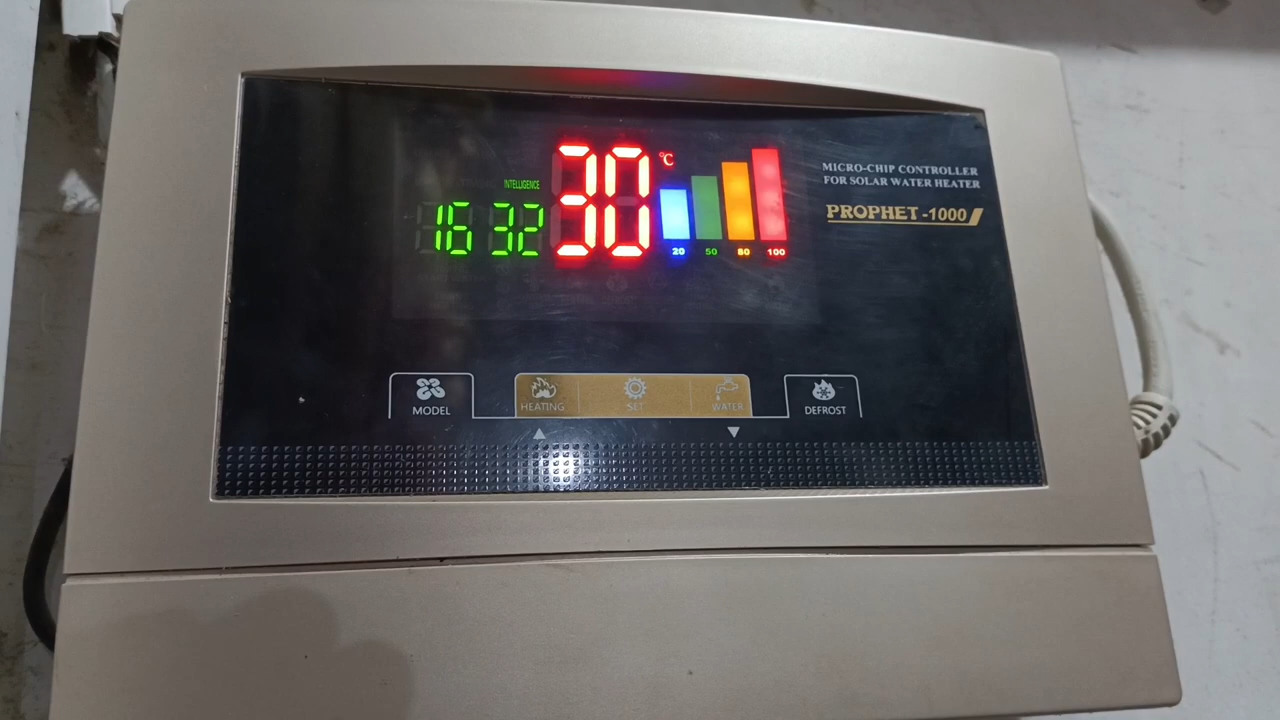 MICRO-CHIP CONTROLLER
FOR SOLAR WATER HEATER
PROPHET-1000
INTELLIGENCE
16 32
30 °C
20 50 80 100
MODEL
HEATING
SET
WATER
DEFROST